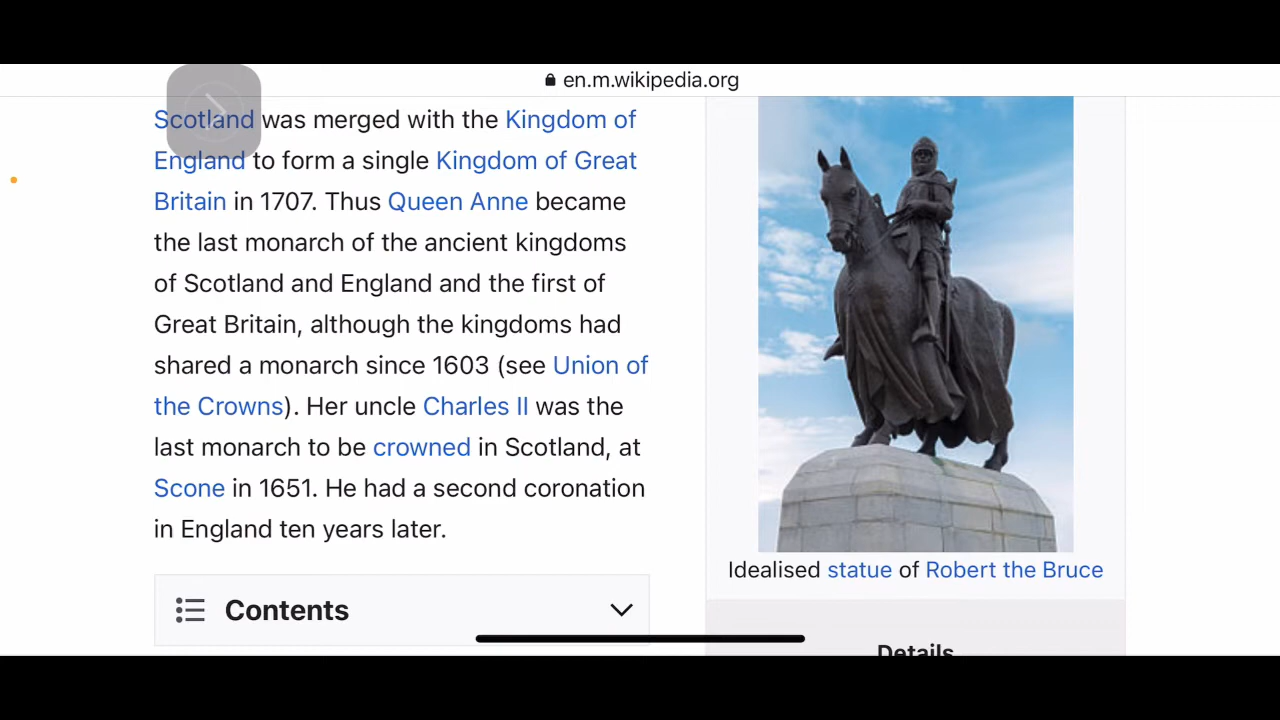 en.m.wikipedia.org
Scotland was merged with the Kingdom of
England to form a single Kingdom of Great
Britain in 1707. Thus Queen Anne became
the last monarch of the ancient kingdoms
of Scotland and England and the first of
Great Britain, although the kingdoms had
shared a monarch since 1603 (see Union of
the Crowns). Her uncle Charles II was the
last monarch to be crowned in Scotland, at
Scone in 1651. He had a second coronation
in England ten years later.
Contents
Idealised statue of Robert the Bruce
Details